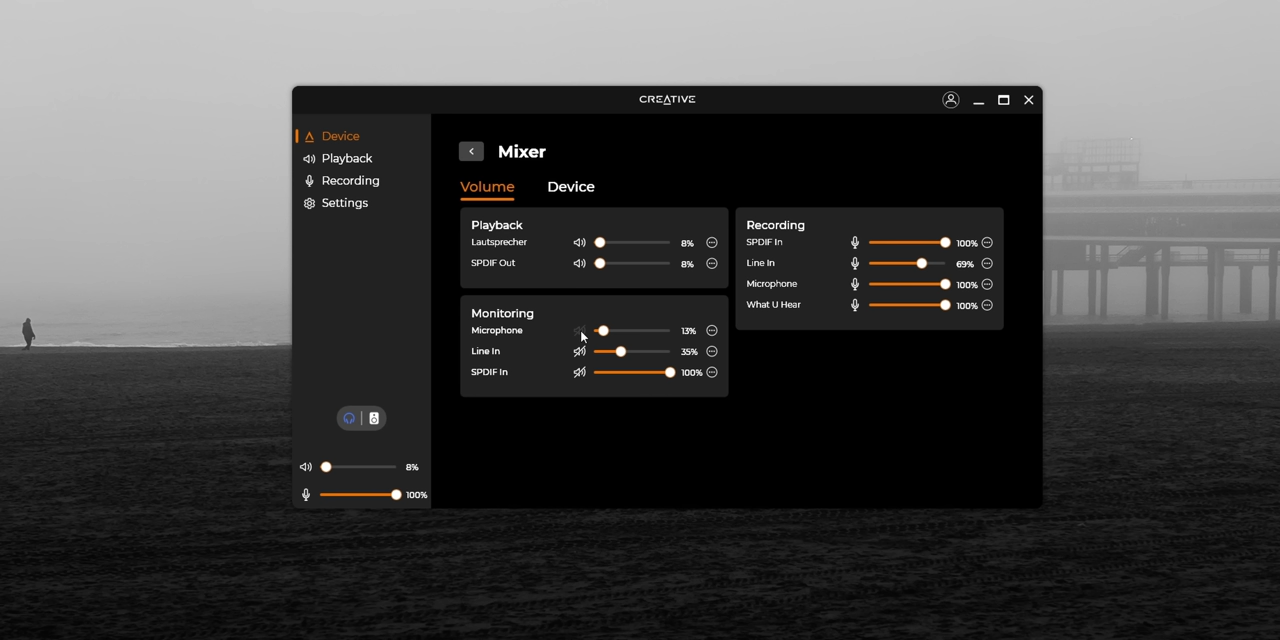 CREATIVE
Device
Playback
Recording
Settings
8%
100%
Mixer
Volume
Device
Playback
Lautsprecher 8%
SPDIF Out 8%
Monitoring
Microphone 13%
Line In 35%
SPDIF In 100%
Recording
SPDIF In 100%
Line In 69%
Microphone 100%
What U Hear 100%